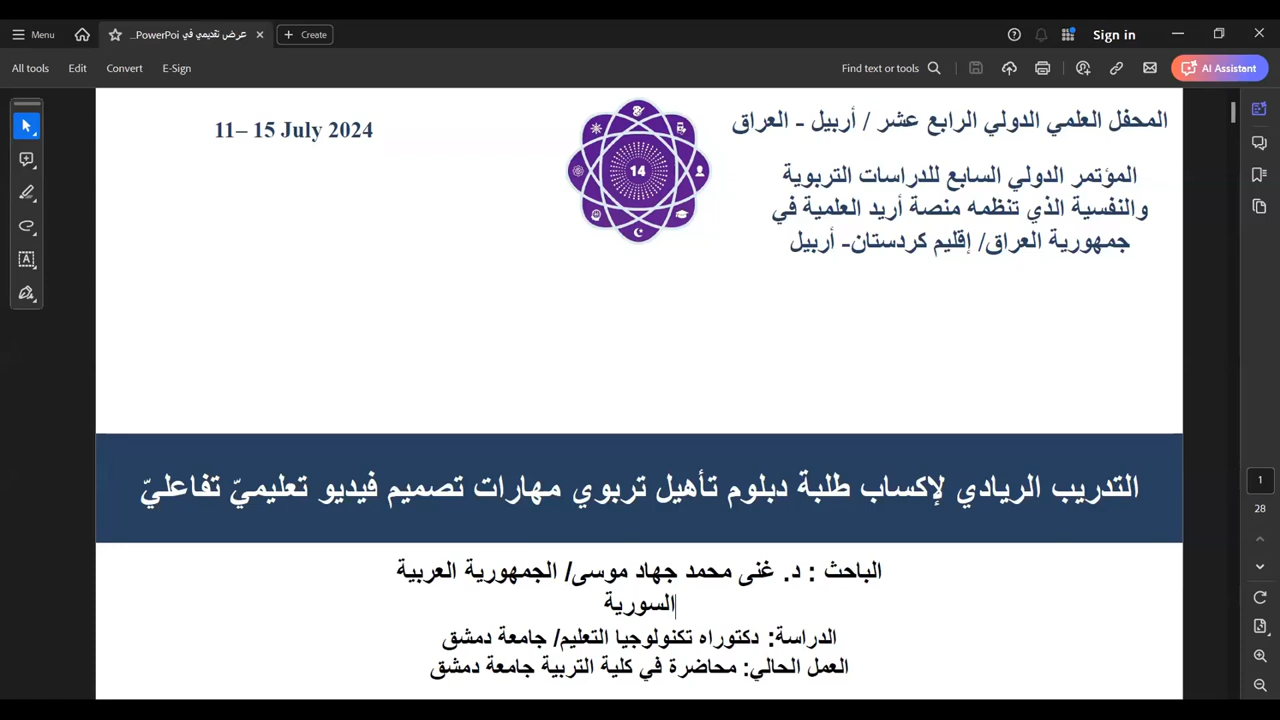 Menu
عرض تقديمي في PowerPoi...
Create
Sign in
All tools
Edit
Convert
E-Sign
Find text or tools
AI Assistant
11– 15 July 2024
14
المحفل العلمي الدولي الرابع عشر / أربيل - العراق
المؤتمر الدولي السابع للدراسات التربوية
والنفسية الذي تنظمه منصة أريد العلمية في
جمهورية العراق/ إقليم كردستان- أربيل
التدريب الريادي لإكساب طلبة دبلوم تأهيل تربوي مهارات تصميم فيديو تعليميّ تفاعليّ
الباحث : د. غنى محمد جهاد موسى/ الجمهورية العربية
السورية
الدراسة: دكتوراه تكنولوجيا التعليم/ جامعة دمشق
العمل الحالي: محاضرة في كلية التربية جامعة دمشق
1
28